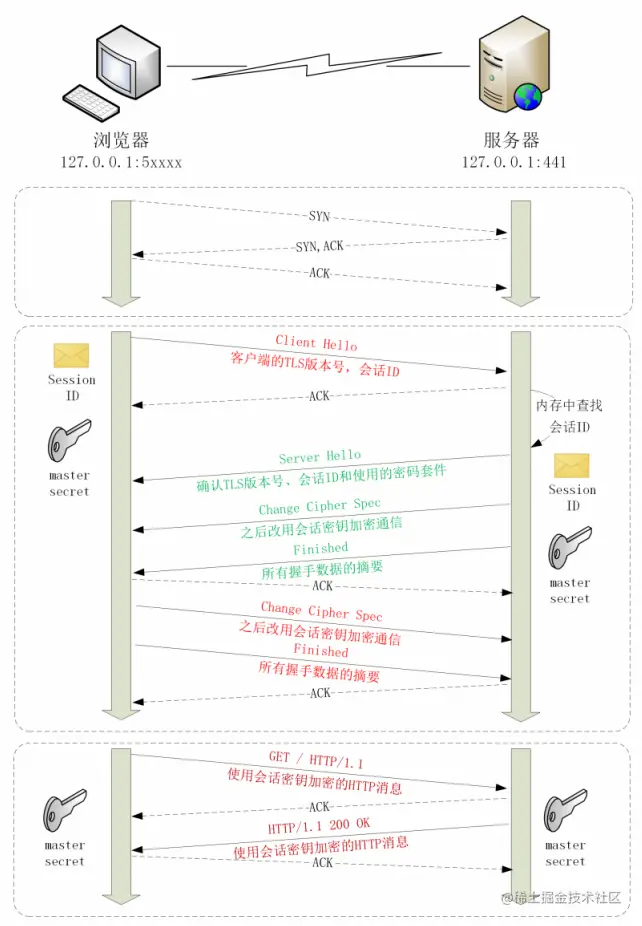 浏览器
127.0.0.1:5xxxx
服务器
127.0.0.1:441
SYN
SYN,ACK
ACK
Client Hello
客户端的TLS版本号，会话ID
Session
ID
ACK
内存中查找
会话ID
master
secret
Server Hello
确认TLS版本号、会话ID和使用的密码套件
Session
ID
Change Cipher Spec
之后改用会话密钥加密通信
Finished
所有握手数据的摘要
ACK
master
secret
Change Cipher Spec
之后改用会话密钥加密通信
Finished
所有握手数据的摘要
ACK
GET / HTTP/1.1
使用会话密钥加密的HTTP消息
ACK
HTTP/1.1 200 OK
使用会话密钥加密的HTTP消息
ACK
master
secret
master
secret
@稀土掘金技术社区